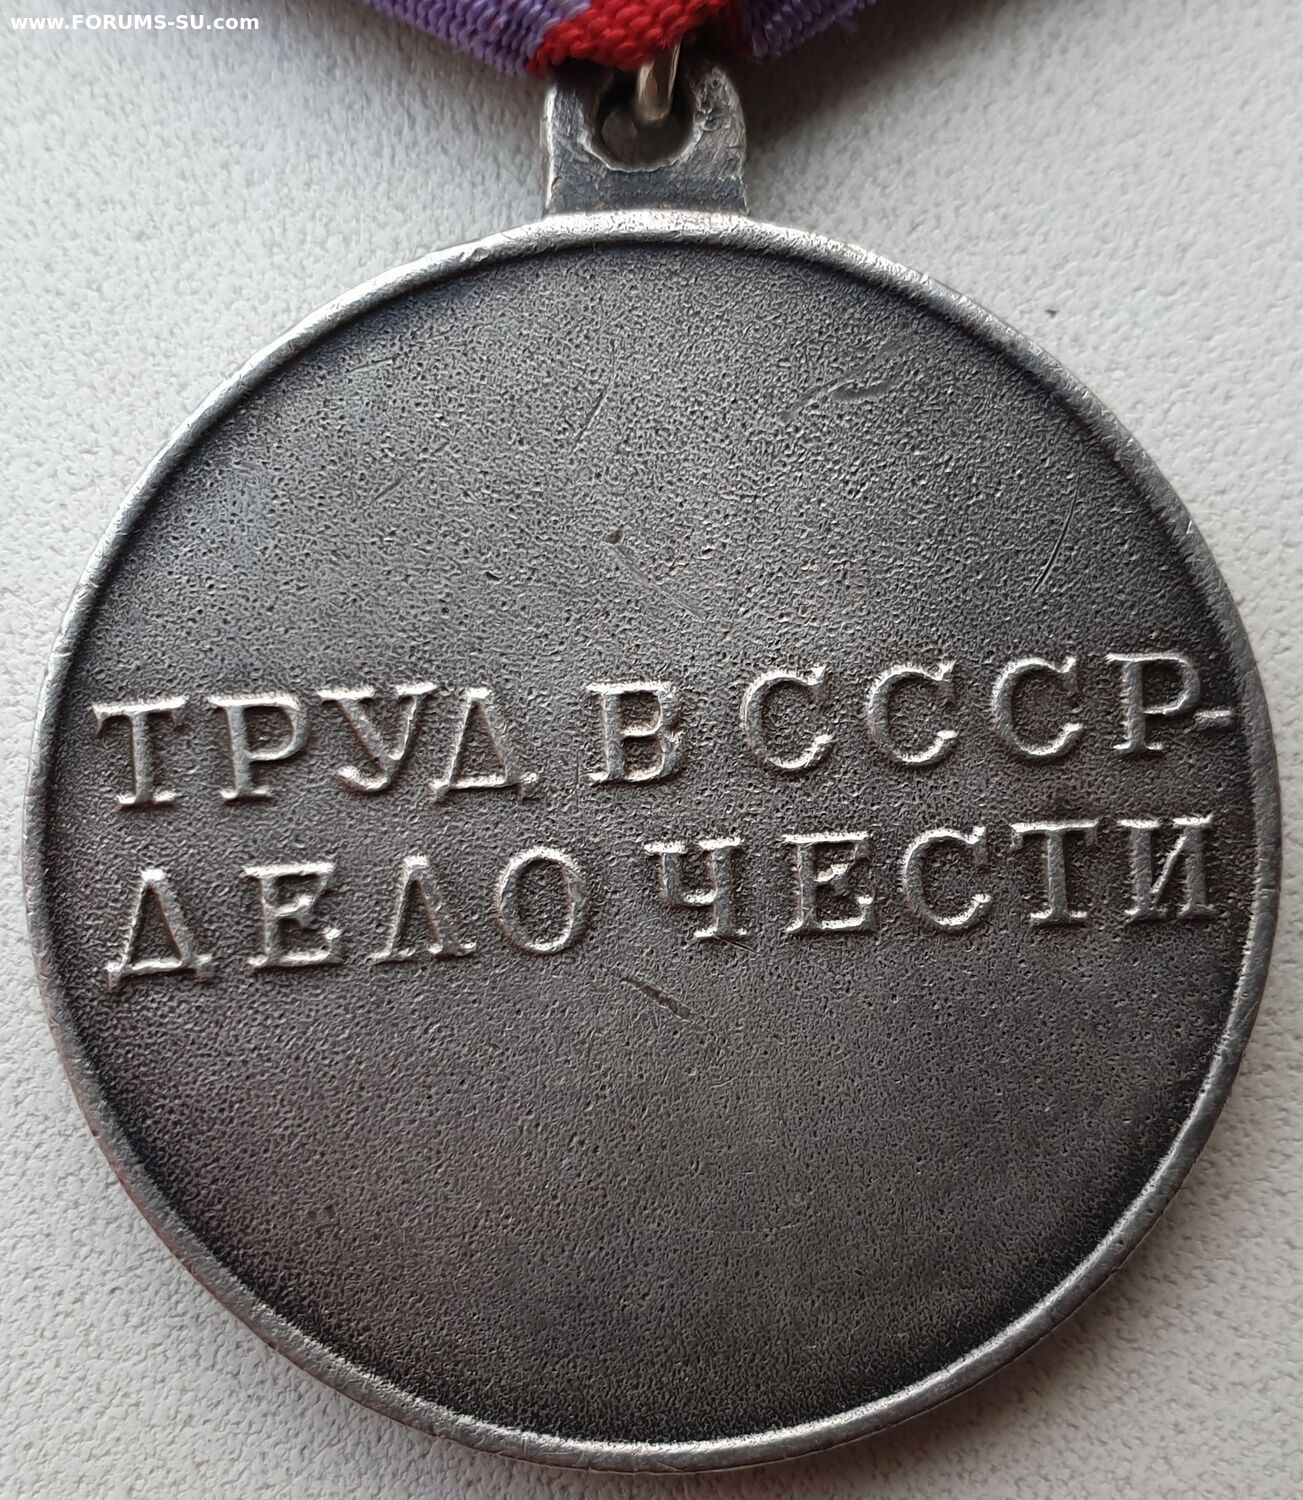 www.FORUMS-SU.com
ТРУД В СССР-
ДЕЛО ЧЕСТИ